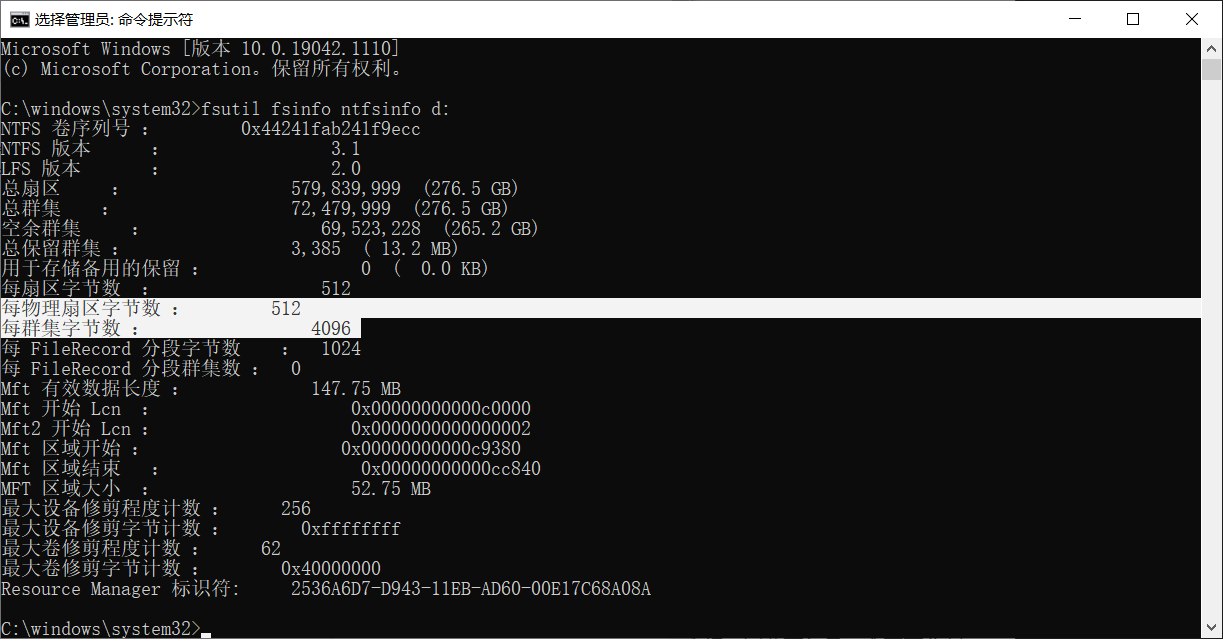 选择管理员: 命令提示符
Microsoft Windows [版本 10.0.19042.1110]
(c) Microsoft Corporation。保留所有权利。
C:\windows\system32>fsutil fsinfo ntfsinfo d:
NTFS 卷序列号 : 0x44241fab241f9ecc
NTFS 版本 : 3.1
LFS 版本 : 2.0
总扇区 : 579,839,999 (276.5 GB)
总群集 : 72,479,999 (276.5 GB)
空余群集 : 69,523,228 (265.2 GB)
总保留群集 : 3,385 ( 13.2 MB)
用于存储备用的保留 : 0 ( 0.0 KB)
每扇区字节数 : 512
每物理扇区字节数 : 512
每群集字节数 : 4096
每 FileRecord 分段字节数 : 1024
每 FileRecord 分段群集数 : 0
Mft 有效数据长度 : 147.75 MB
Mft 开始 Lcn : 0x00000000000c0000
Mft2 开始 Lcn : 0x0000000000000002
Mft 区域开始 : 0x00000000000c9380
Mft 区域结束 : 0x00000000000cc840
MFT 区域大小 : 52.75 MB
最大设备修剪程度计数 : 256
最大设备修剪字节计数 : 0xffffffff
最大卷修剪程度计数 : 62
最大卷修剪字节计数 : 0x40000000
Resource Manager 标识符: 2536A6D7-D943-11EB-AD60-00E17C68A08A
C:\windows\system32>